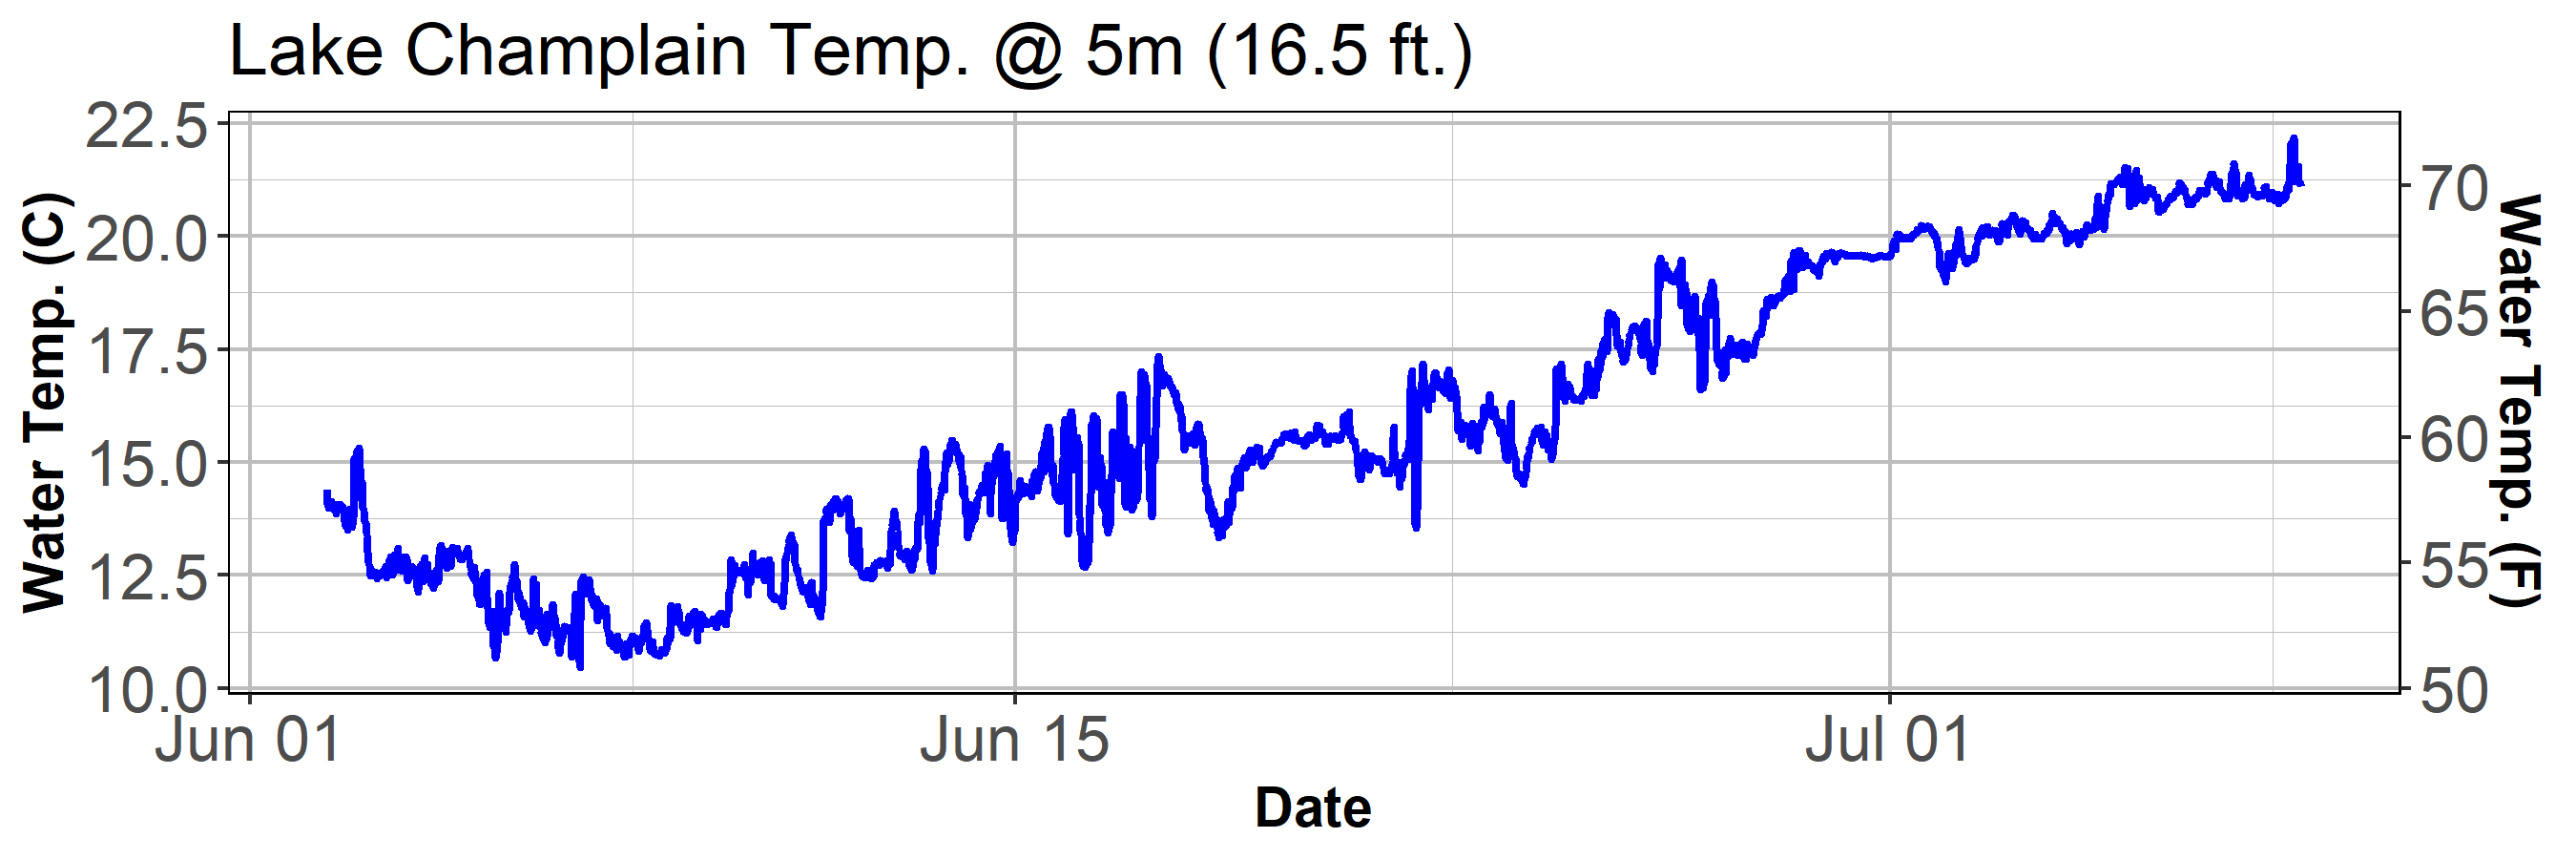 Lake Champlain Temp. @ 5m (16.5 ft.)
Water Temp. (C)
22.5
20.0
17.5
15.0
12.5
10.0
70
65
60
55
50
Water Temp. (F)
Jun 01 Jun 15 Jul 01
Date